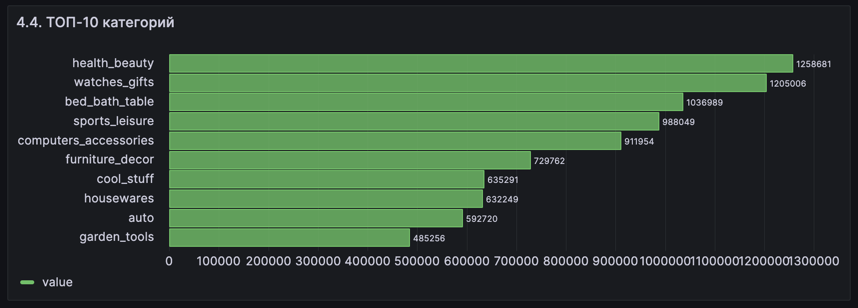 4.4. ТОП-10 категорий
health_beauty 1258681
watches_gifts 1205006
bed_bath_table 1036989
sports_leisure 988049
computers_accessories 911954
furniture_decor 729762
cool_stuff 635291
housewares 632249
auto 592720
garden_tools 485256
0 100000 200000 300000 400000 500000 600000 700000 800000 900000 1000000 1100000 1200000 1300000
value